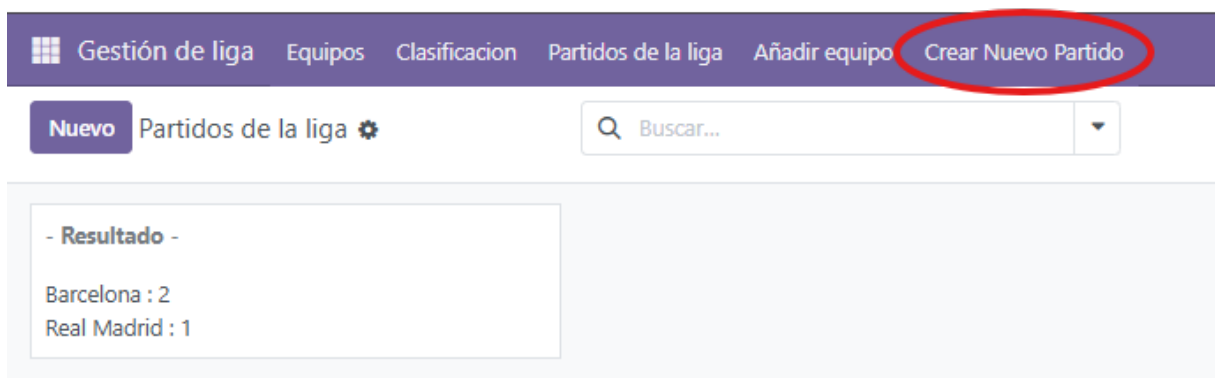 Gestión de liga Equipos Clasificacion Partidos de la liga Añadir equipo Crear Nuevo Partido
Nuevo Partidos de la liga Buscar...
- Resultado -
Barcelona : 2
Real Madrid : 1